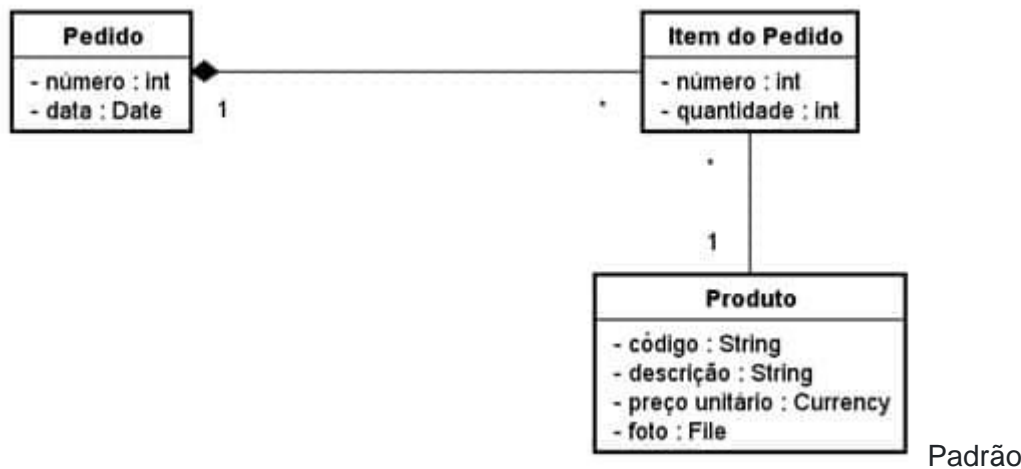 Pedido
- número : int
- data : Date
1
*
Item do Pedido
- número : int
- quantidade : int
*
1
Produto
- código : String
- descrição : String
- preço unitário : Currency
- foto : File
Padrão